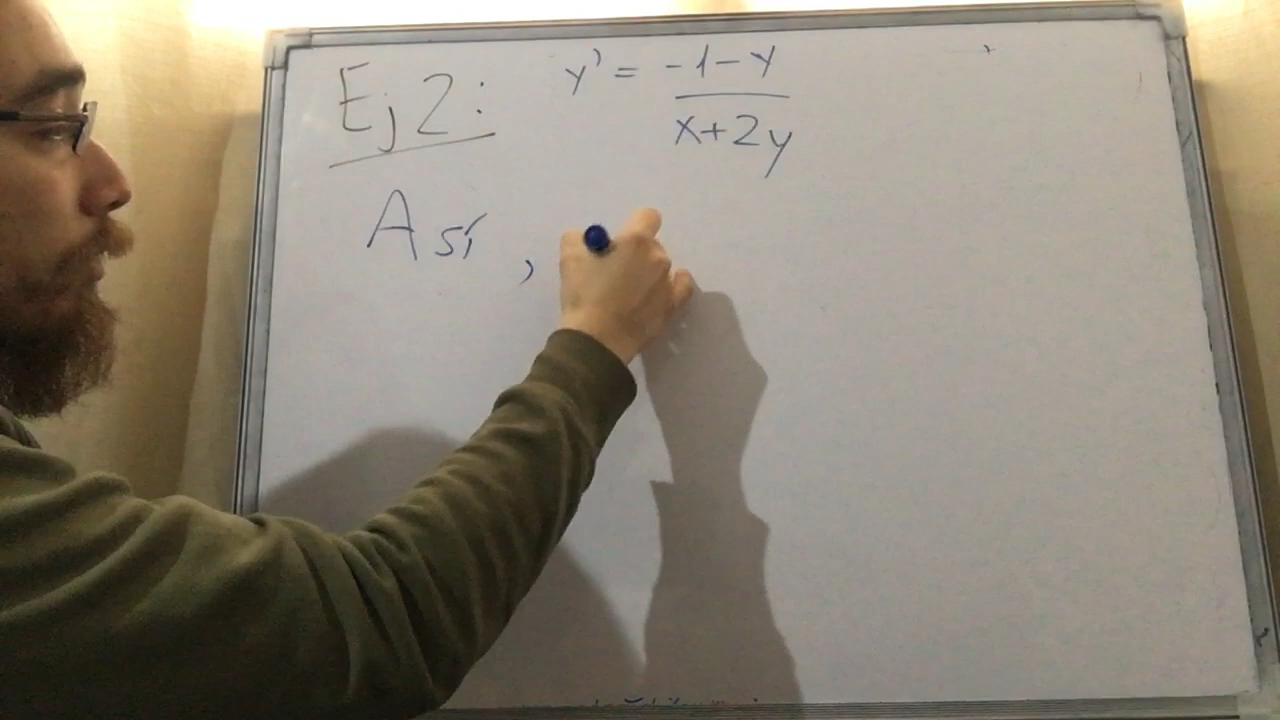 Ej 2: y' = -1-y
x+2y
Así,